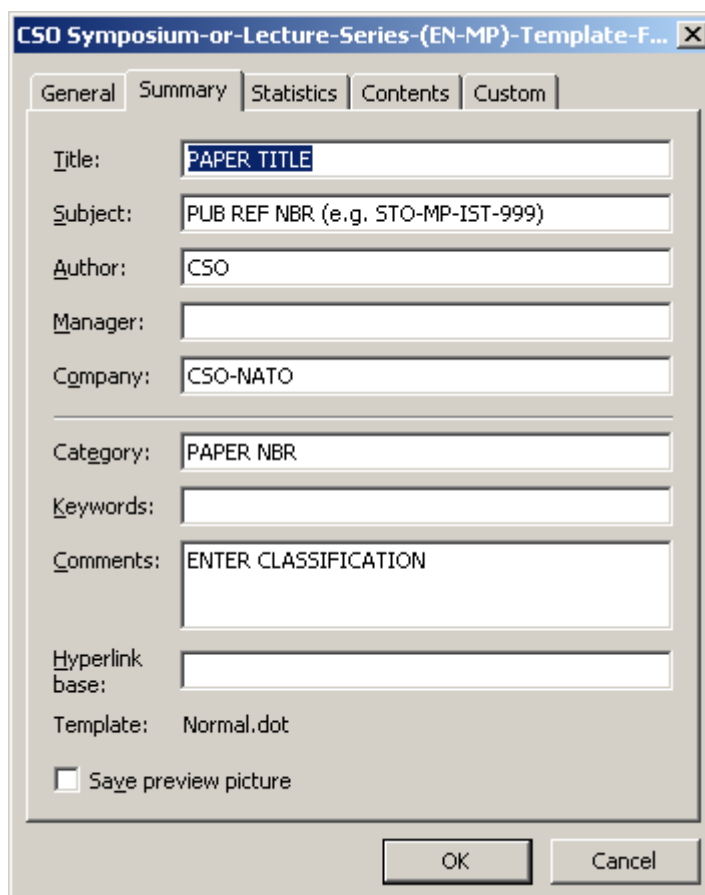 CSO Symposium-or-Lecture-Series-(EN-MP)-Template-F...
General Summary Statistics Contents Custom
Title: PAPER TITLE
Subject: PUB REF NBR (e.g. STO-MP-IST-999)
Author: CSO
Manager:
Company: CSO-NATO
Category: PAPER NBR
Keywords:
Comments: ENTER CLASSIFICATION
Hyperlink
base:
Template: Normal.dot
Save preview picture
OK Cancel